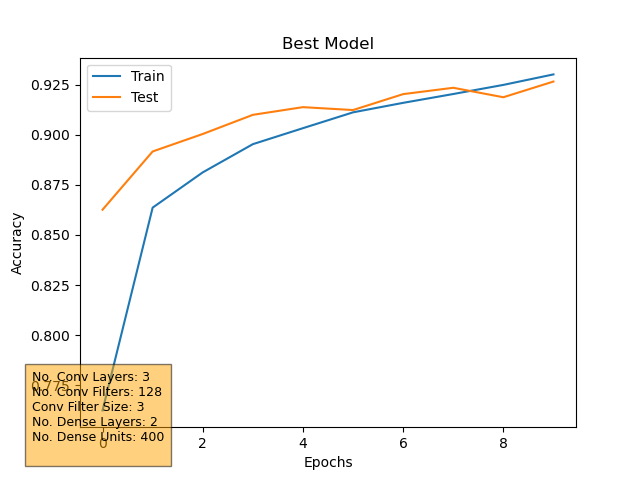 Best Model
Train
Test
0.925
0.900
0.875
0.850
0.825
0.800
0.775
Accuracy
No. Conv Layers: 3
No. Conv Filters: 128
Conv Filter Size: 3
No. Dense Layers: 2
No. Dense Units: 400
0 2 4 6 8
Epochs